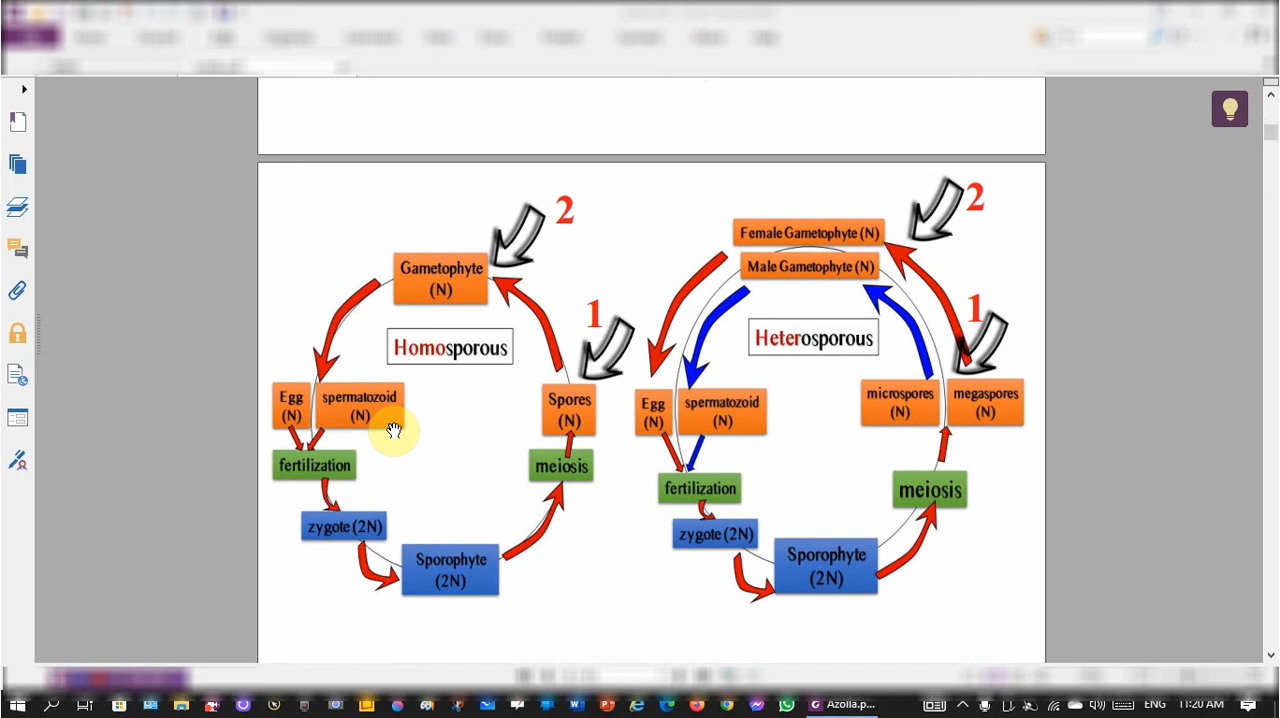 2
Gametophyte
(N)
Homosporous
1
Egg
(N)
spermatozoid
(N)
Spores
(N)
fertilization
meiosis
zygote (2N)
Sporophyte
(2N)
2
Female Gametophyte (N)
Male Gametophyte (N)
Heterosporous
1
Egg
(N)
spermatozoid
(N)
microspores
(N)
megaspores
(N)
fertilization
meiosis
zygote (2N)
Sporophyte
(2N)
Azolla.p...
ENG
11:20 AM